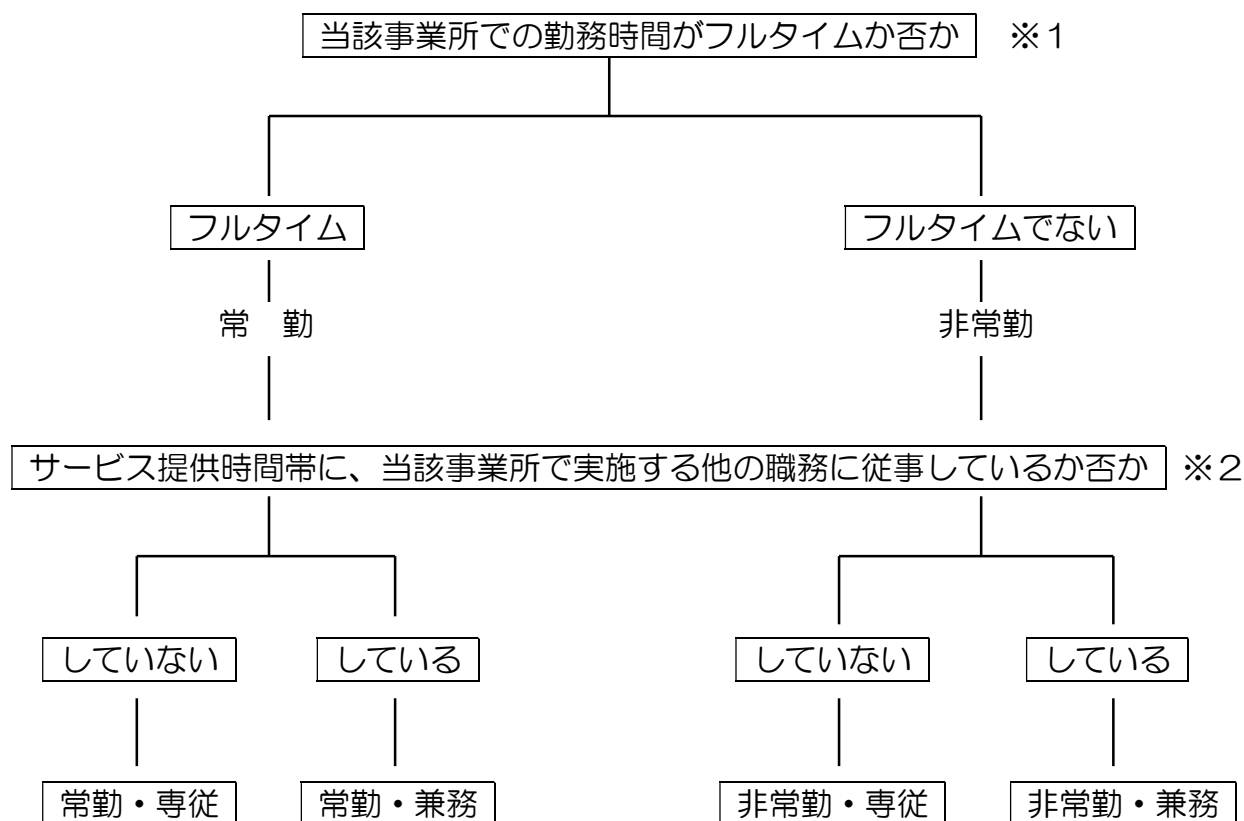 当該事業所での勤務時間がフルタイムか否か ※1
フルタイム フルタイムでない
常 勤 非常勤
サービス提供時間帯に、当該事業所で実施する他の職務に従事しているか否か ※2
していない している していない している
常勤・専従 常勤・兼務 非常勤・専従 非常勤・兼務